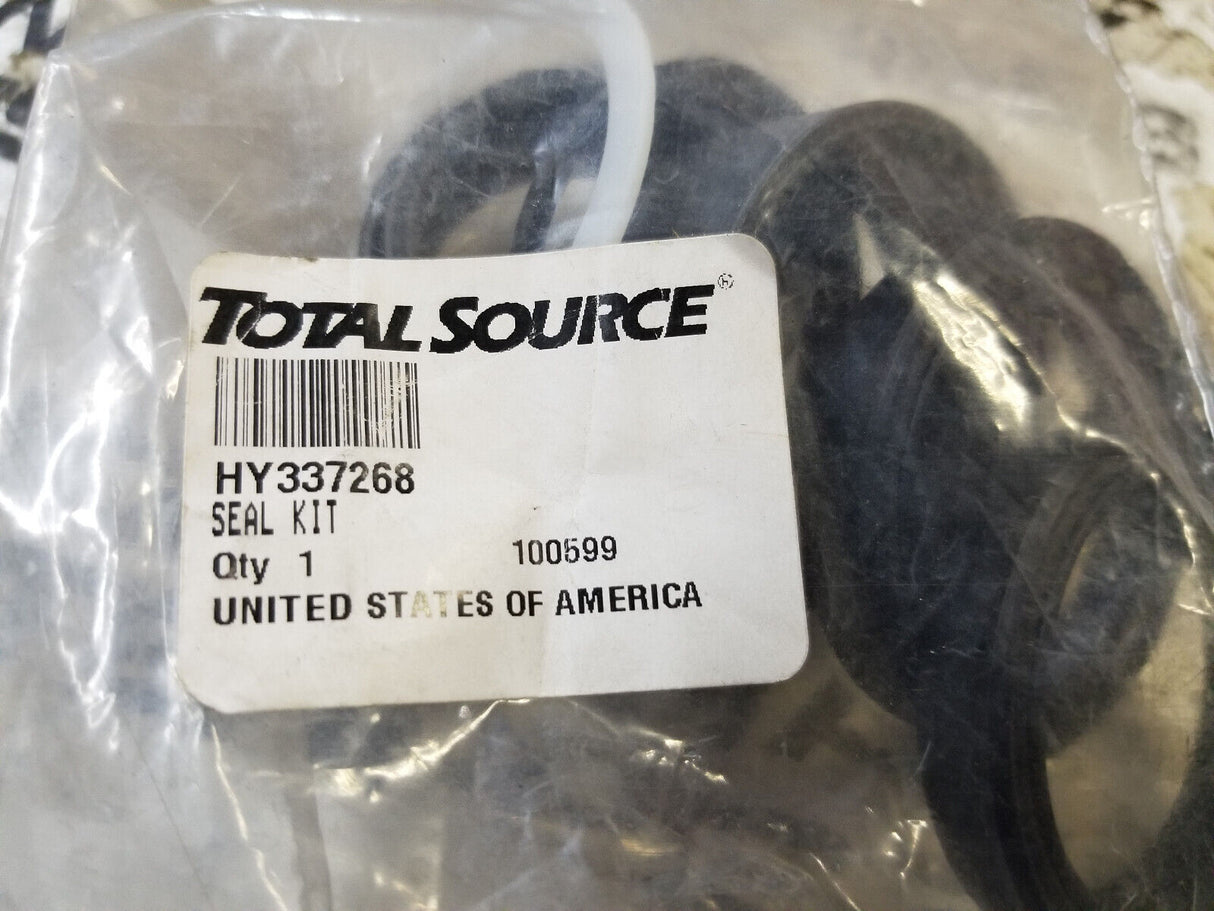 TOTAL SOURCE®
HY337268
SEAL KIT
Qty 1 100599
UNITED STATES OF AMERICA